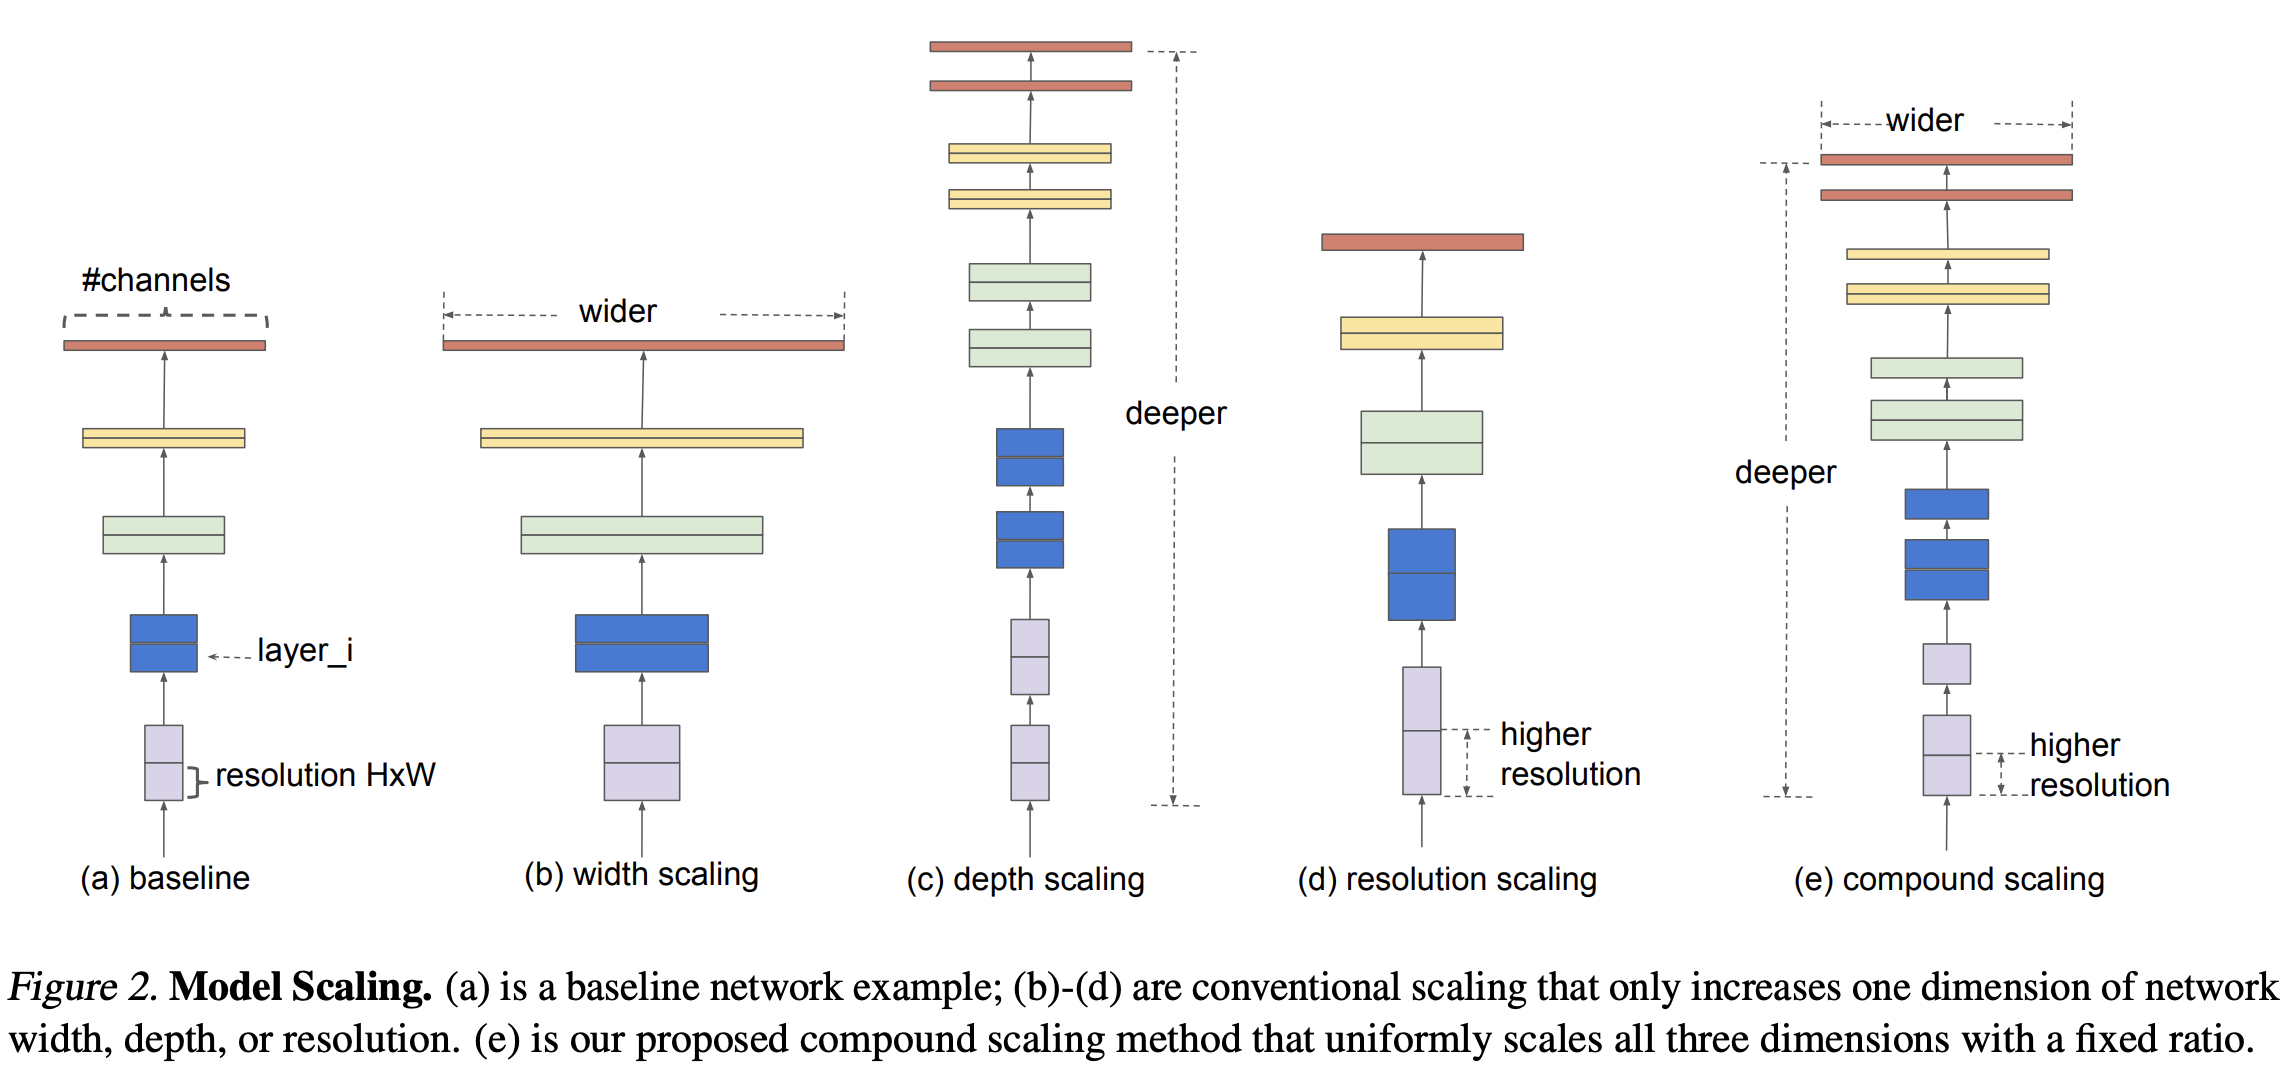 #channels
layer_i
resolution HxW
(a) baseline
wider
(b) width scaling
deeper
(c) depth scaling
higher
resolution
(d) resolution scaling
wider
deeper
higher
resolution
(e) compound scaling
Figure 2. Model Scaling. (a) is a baseline network example; (b)-(d) are conventional scaling that only increases one dimension of network
width, depth, or resolution. (e) is our proposed compound scaling method that uniformly scales all three dimensions with a fixed ratio.